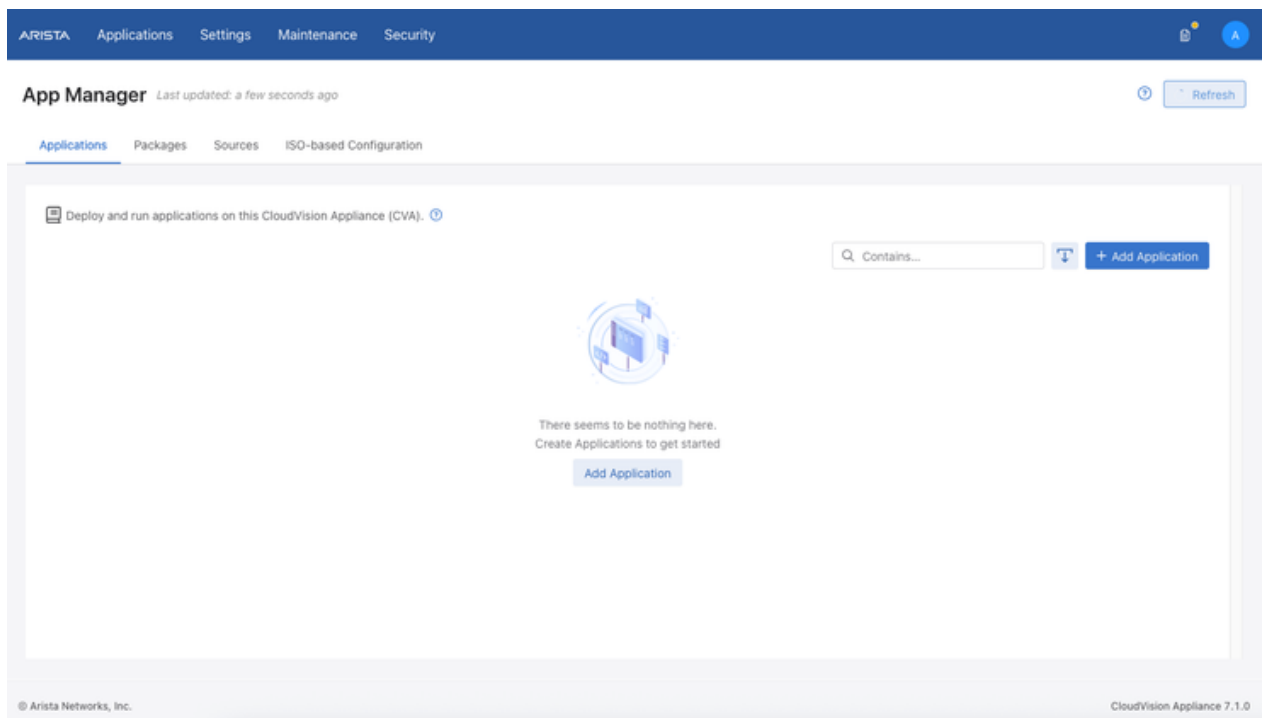 ARISTA Applications Settings Maintenance Security A
App Manager Last updated: a few seconds ago Refresh
Applications Packages Sources ISO-based Configuration
Deploy and run applications on this CloudVision Appliance (CVA).
Contains... + Add Application
There seems to be nothing here.
Create Applications to get started
Add Application
© Arista Networks, Inc. CloudVision Appliance 7.1.0